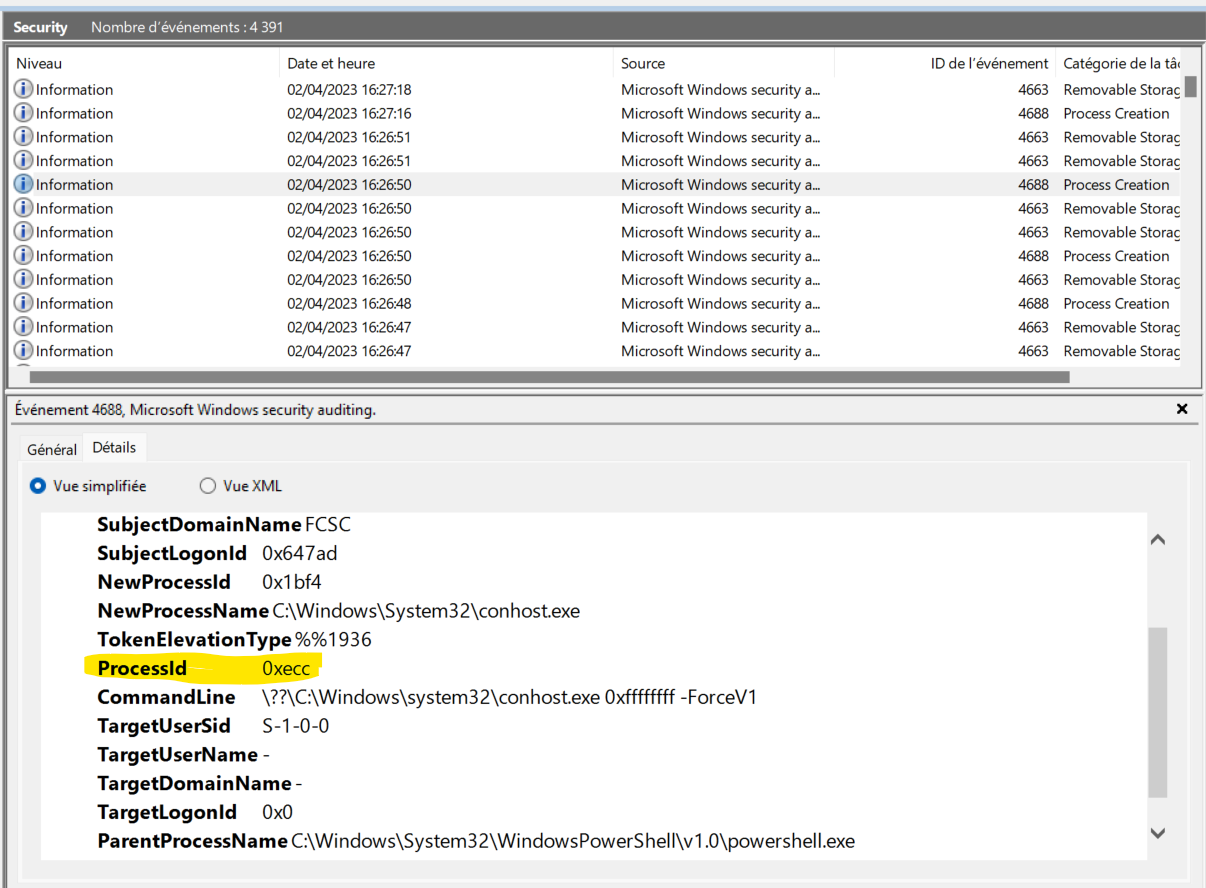 Security Nombre d'événements : 4 391
Niveau Date et heure Source ID de l'événement Catégorie de la tâc
Information 02/04/2023 16:27:18 Microsoft Windows security a... 4663 Removable Storag
Information 02/04/2023 16:27:16 Microsoft Windows security a... 4688 Process Creation
Information 02/04/2023 16:26:51 Microsoft Windows security a... 4663 Removable Storag
Information 02/04/2023 16:26:51 Microsoft Windows security a... 4663 Removable Storag
Information 02/04/2023 16:26:50 Microsoft Windows security a... 4688 Process Creation
Information 02/04/2023 16:26:50 Microsoft Windows security a... 4663 Removable Storag
Information 02/04/2023 16:26:50 Microsoft Windows security a... 4663 Removable Storag
Information 02/04/2023 16:26:50 Microsoft Windows security a... 4688 Process Creation
Information 02/04/2023 16:26:50 Microsoft Windows security a... 4663 Removable Storag
Information 02/04/2023 16:26:48 Microsoft Windows security a... 4688 Process Creation
Information 02/04/2023 16:26:47 Microsoft Windows security a... 4663 Removable Storag
Information 02/04/2023 16:26:47 Microsoft Windows security a... 4663 Removable Storag
Événement 4688, Microsoft Windows security auditing.
Général Détails
Vue simplifiée Vue XML
SubjectDomainName FCSC
SubjectLogonId 0x647ad
NewProcessId 0x1bf4
NewProcessName C:\Windows\System32\conhost.exe
TokenElevationType %%1936
ProcessId 0xecc
CommandLine \??\C:\Windows\system32\conhost.exe 0xffffffff -ForceV1
TargetUserSid S-1-0-0
TargetUserName -
TargetDomainName -
TargetLogonId 0x0
ParentProcessName C:\Windows\System32\WindowsPowerShell\v1.0\powershell.exe